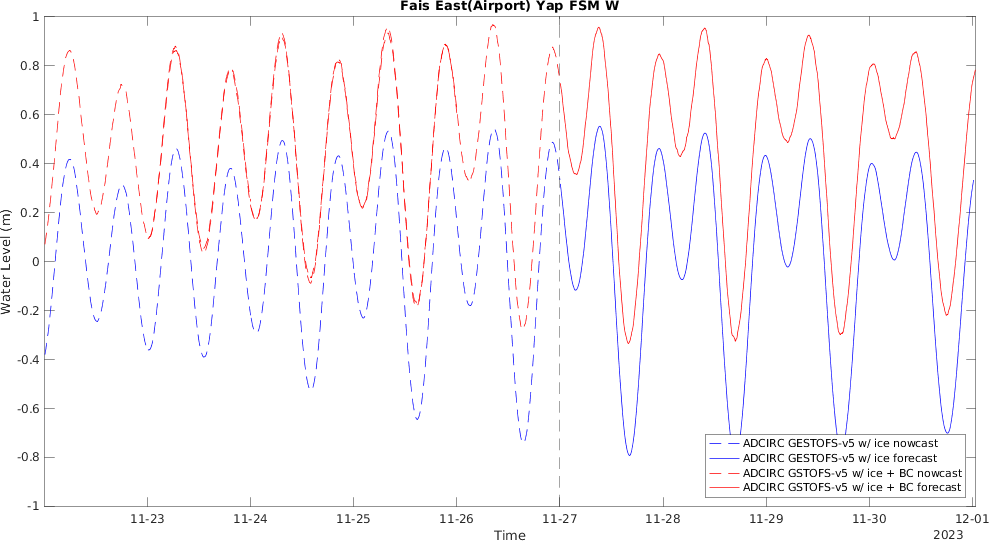 Fais East(Airport) Yap FSM W
1
0.8
0.6
0.4
0.2
0
-0.2
-0.4
-0.6
-0.8
-1
Water Level (m)
ADCIRC GESTOFS-v5 w/ ice nowcast
ADCIRC GESTOFS-v5 w/ ice forecast
ADCIRC GSTOFS-v5 w/ ice + BC nowcast
ADCIRC GSTOFS-v5 w/ ice + BC forecast
11-23 11-24 11-25 11-26 11-27 11-28 11-29 11-30 12-01
Time
2023